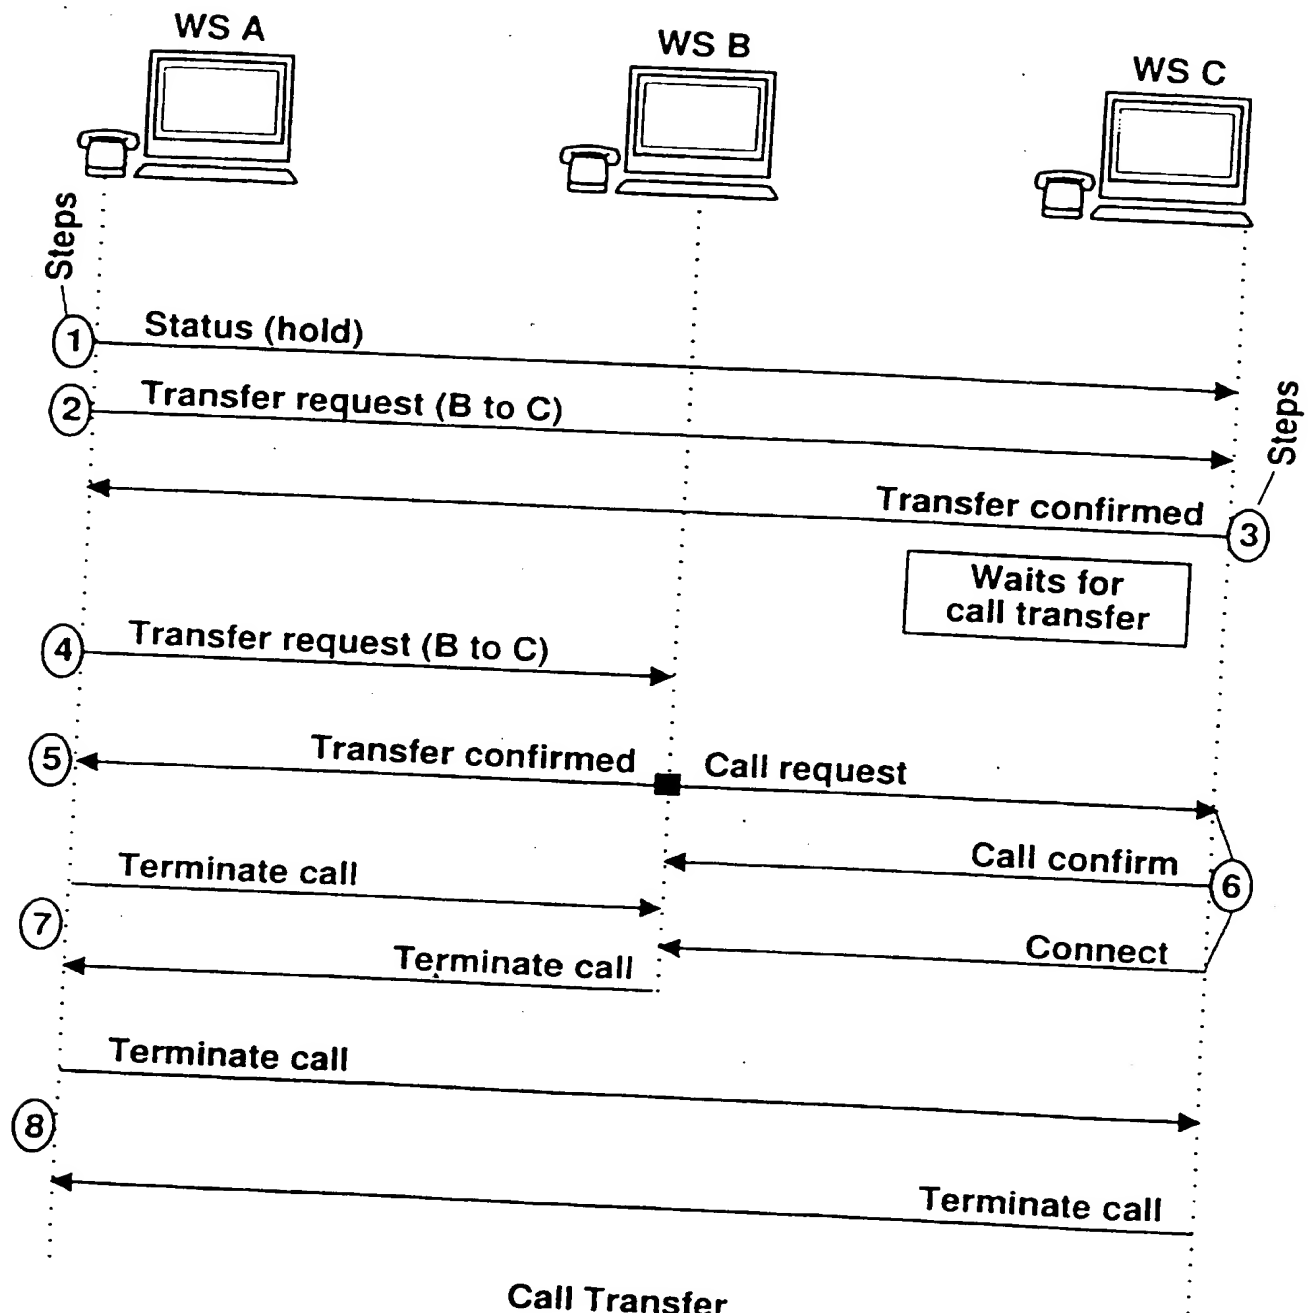 WS A
WS B
WS C
Steps
1
Status (hold)
2
Transfer request (B to C)
Steps
Transfer confirmed
3
Waits for
call transfer
4
Transfer request (B to C)
5
Transfer confirmed
Call request
Call confirm
6
Terminate call
7
Connect
Terminate call
Terminate call
8
Terminate call
Call Transfer